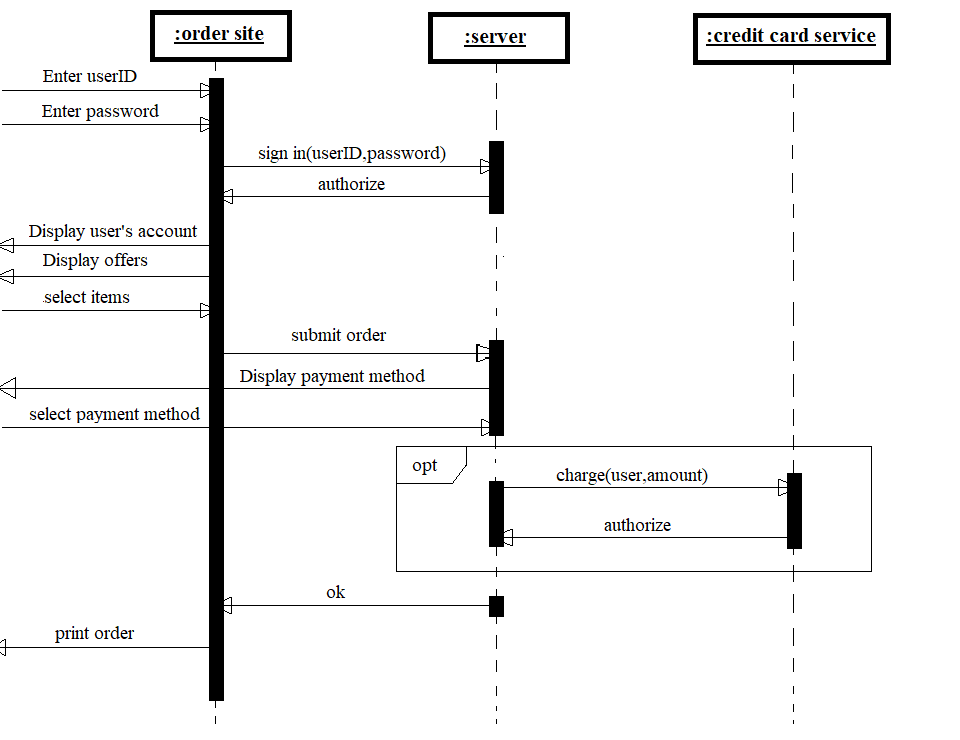 :order site
:server
:credit card service
Enter userID
Enter password
sign in(userID,password)
authorize
Display user's account
Display offers
select items
submit order
Display payment method
select payment method
opt
charge(user,amount)
authorize
ok
print order